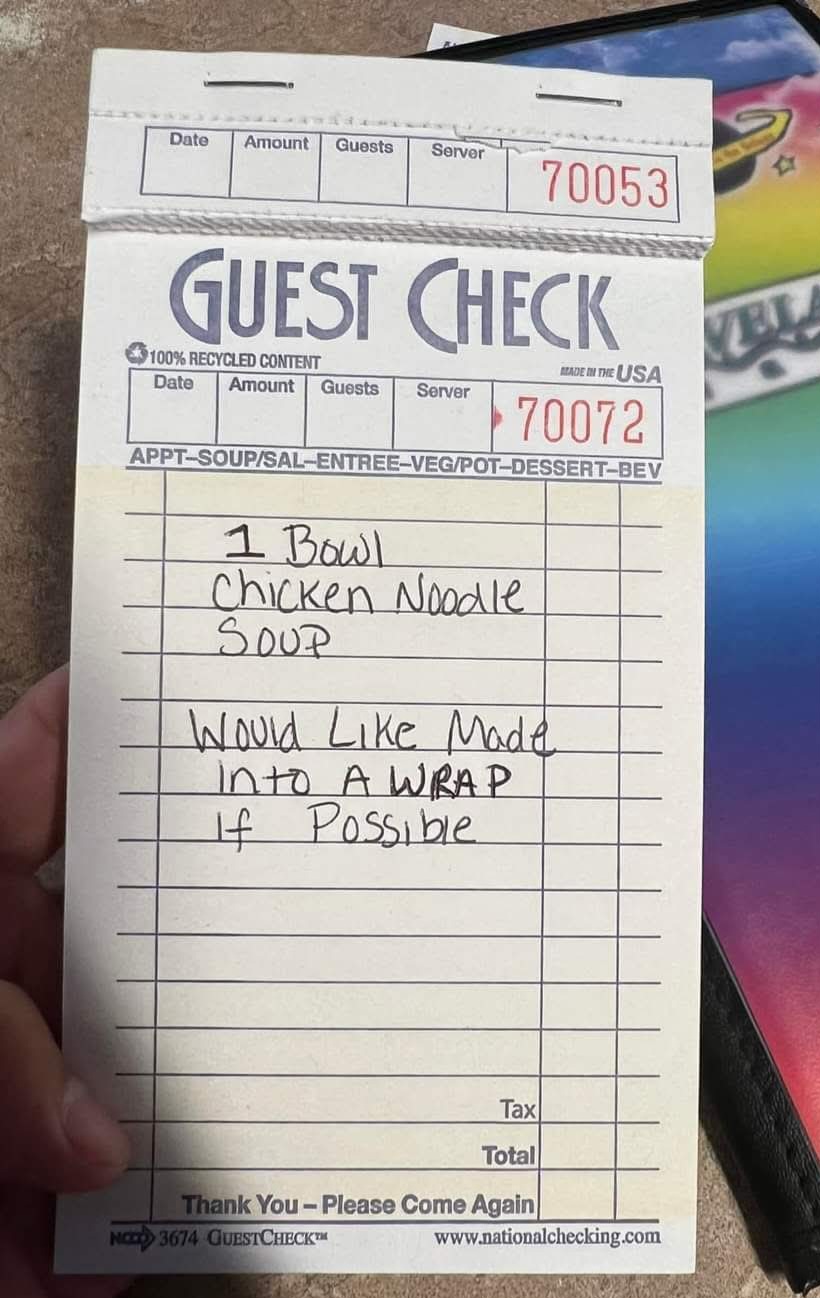 Date Amount Guests Server
70053
GUEST CHECK
100% RECYCLED CONTENT
MADE IN THE USA
Date Amount Guests Server
70072
APPT–SOUP/SAL–ENTREE–VEG/POT–DESSERT–BEV
1 Bowl
Chicken Noodle
Soup
Would Like Made
Into A WRAP
If Possible
Tax
Total
Thank You – Please Come Again
3674 GUESTCHECK™ www.nationalchecking.com